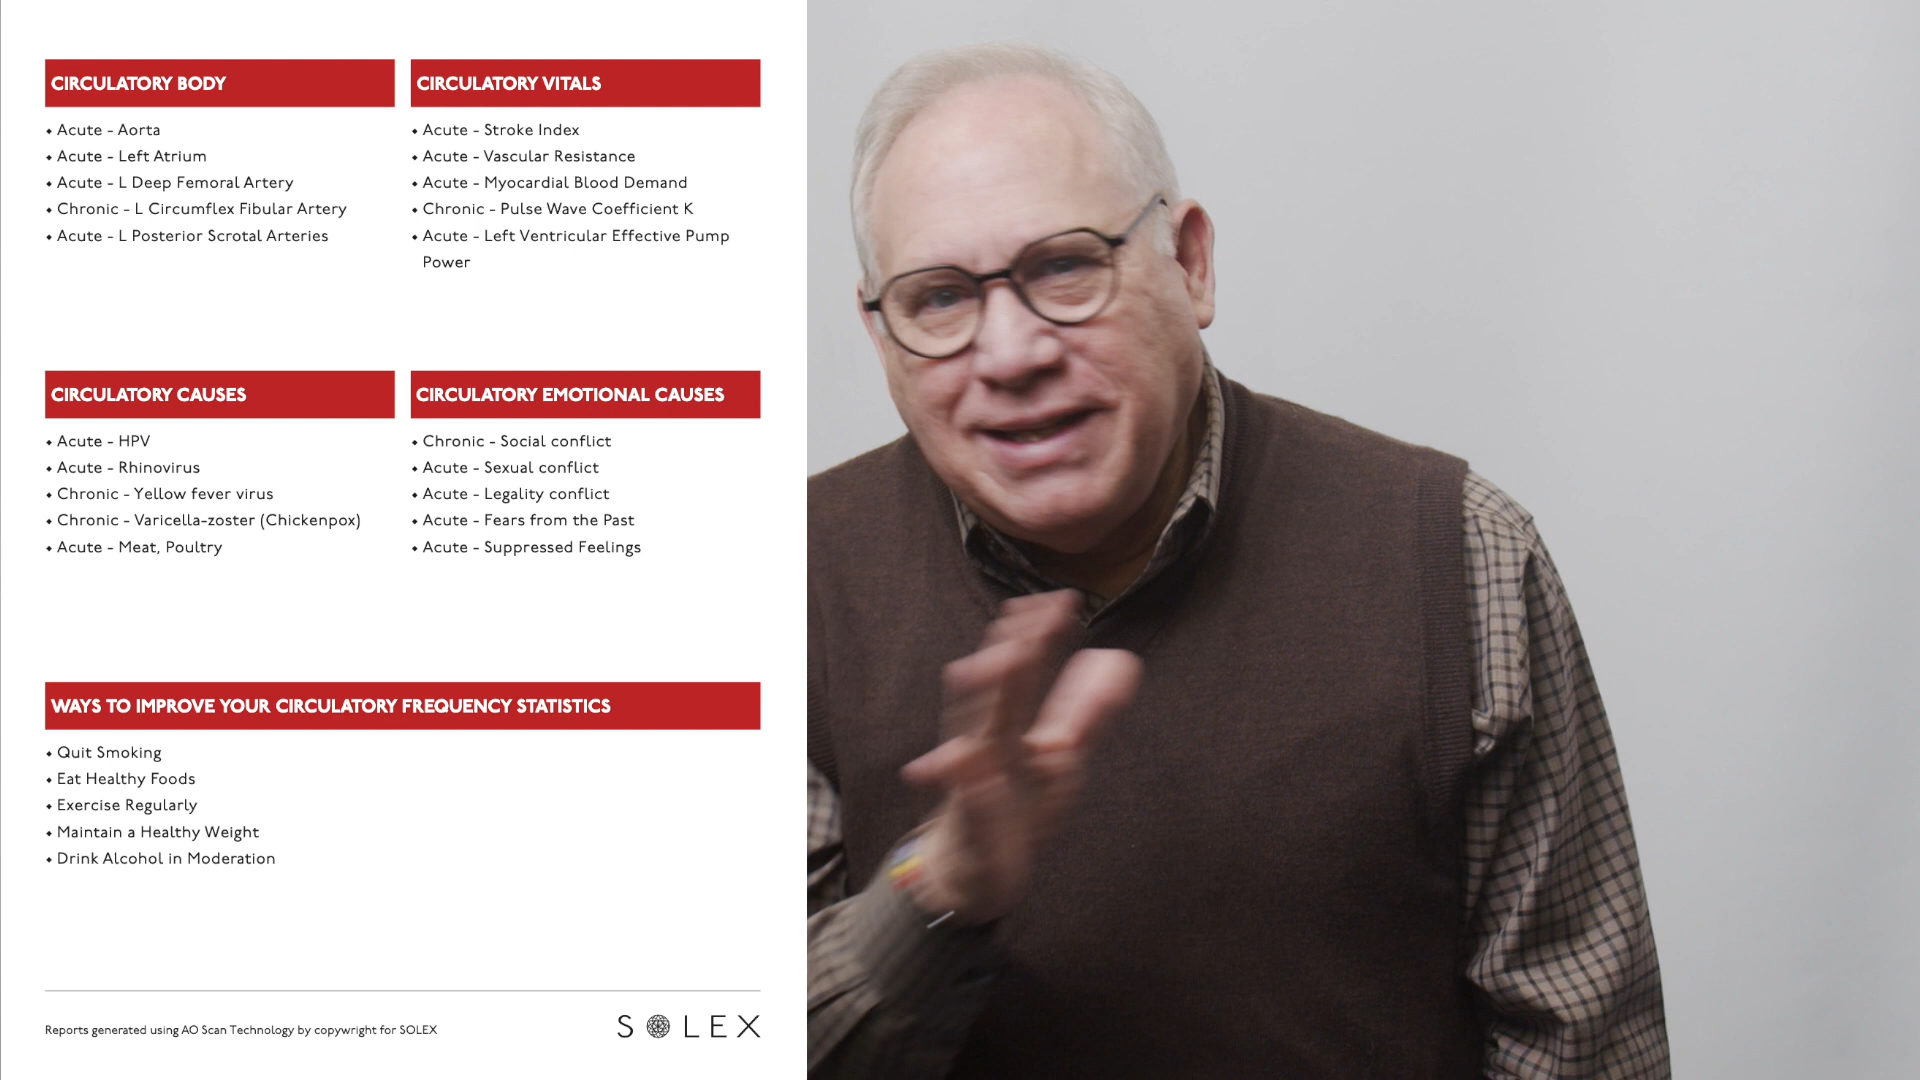 CIRCULATORY BODY
• Acute - Aorta
• Acute - Left Atrium
• Acute - L Deep Femoral Artery
• Chronic - L Circumflex Fibular Artery
• Acute - L Posterior Scrotal Arteries
CIRCULATORY VITALS
• Acute - Stroke Index
• Acute - Vascular Resistance
• Acute - Myocardial Blood Demand
• Chronic - Pulse Wave Coefficient K
• Acute - Left Ventricular Effective Pump
Power
CIRCULATORY CAUSES
• Acute - HPV
• Acute - Rhinovirus
• Chronic - Yellow fever virus
• Chronic - Varicella-zoster (Chickenpox)
• Acute - Meat, Poultry
CIRCULATORY EMOTIONAL CAUSES
• Chronic - Social conflict
• Acute - Sexual conflict
• Acute - Legality conflict
• Acute - Fears from the Past
• Acute - Suppressed Feelings
WAYS TO IMPROVE YOUR CIRCULATORY FREQUENCY STATISTICS
• Quit Smoking
• Eat Healthy Foods
• Exercise Regularly
• Maintain a Healthy Weight
• Drink Alcohol in Moderation
Reports generated using AO Scan Technology by copywright for SOLEX
SOLEX